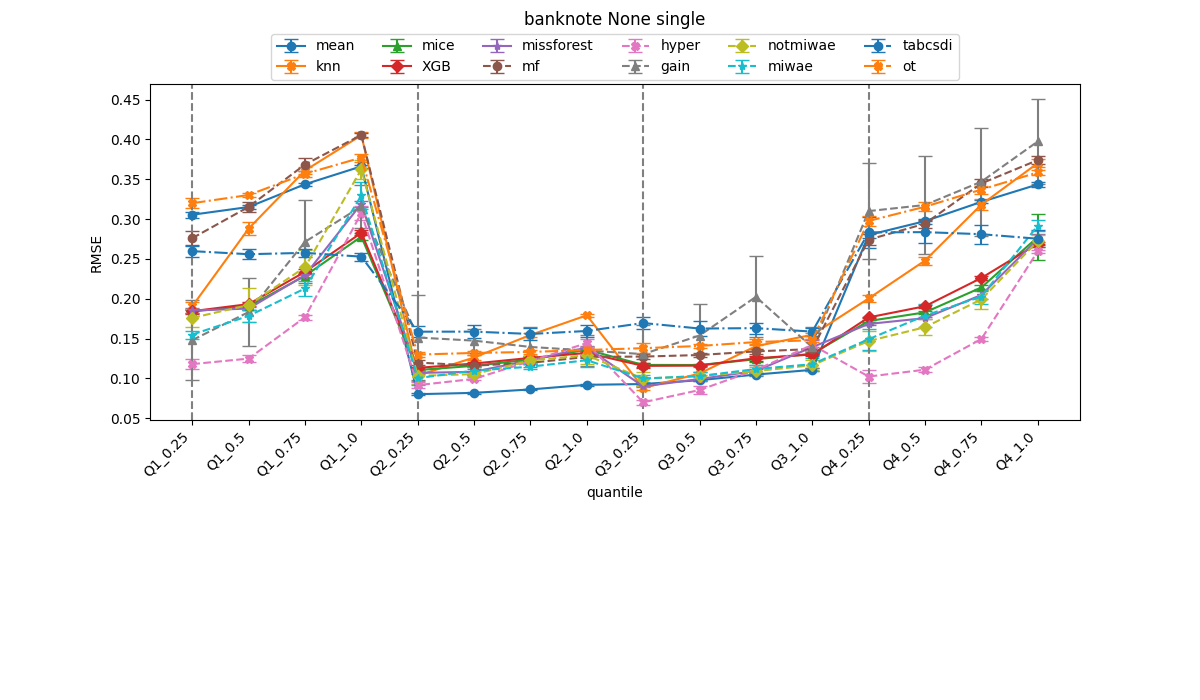 banknote None single
mean mice missforest hyper notmiwae tabcsdi
knn XGB mf gain miwae ot
0.45
0.40
0.35
0.30
0.25
0.20
0.15
0.10
0.05
RMSE
Q1_0.25 Q1_0.5 Q1_0.75 Q1_1.0 Q2_0.25 Q2_0.5 Q2_0.75 Q2_1.0 Q3_0.25 Q3_0.5 Q3_0.75 Q3_1.0 Q4_0.25 Q4_0.5 Q4_0.75 Q4_1.0
quantile